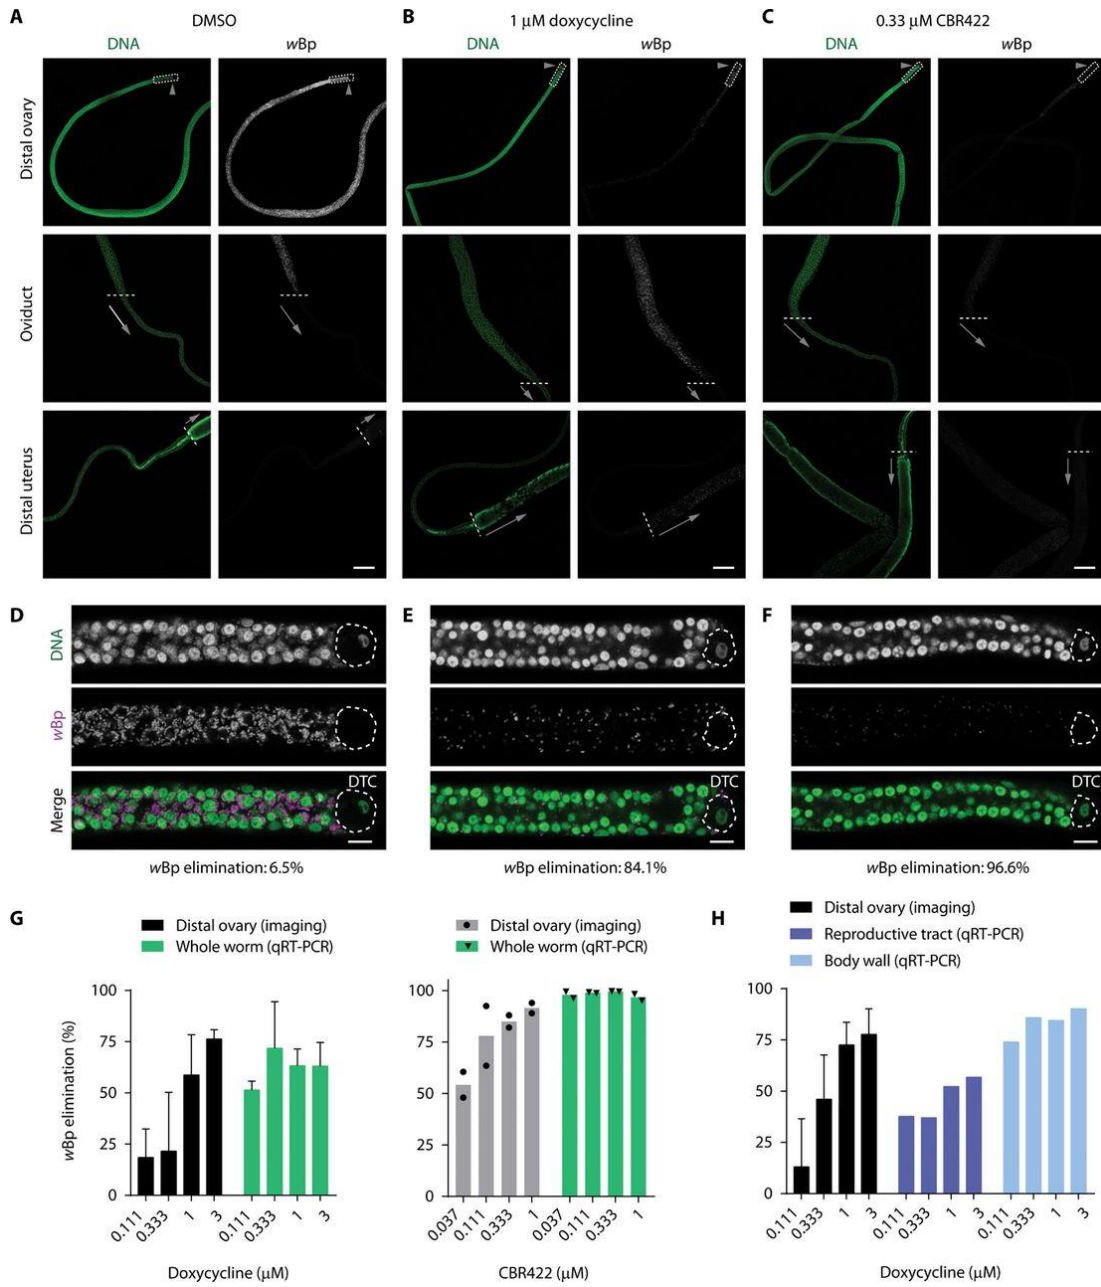 A DMSO
DNA wBp
B 1 µM doxycycline
DNA wBp
C 0.33 µM CBR422
DNA wBp
Distal ovary
Oviduct
Distal uterus
D
E
F
DNA
wBp
Merge
DTC
DTC
DTC
wBp elimination: 6.5%
wBp elimination: 84.1%
wBp elimination: 96.6%
G
Distal ovary (imaging)
Whole worm (qRT-PCR)
wBp elimination (%)
100
75
50
25
0
0.111 0.333 1 3 0.111 0.333 1 3
Doxycycline (µM)
Distal ovary (imaging)
Whole worm (qRT-PCR)
100
75
50
25
0
0.037 0.111 0.333 1 0.037 0.111 0.333 1
CBR422 (µM)
H
Distal ovary (imaging)
Reproductive tract (qRT-PCR)
Body wall (qRT-PCR)
100
75
50
25
0
0.111 0.333 1 3 0.111 0.333 1 3 0.111 0.333 1 3
Doxycycline (µM)